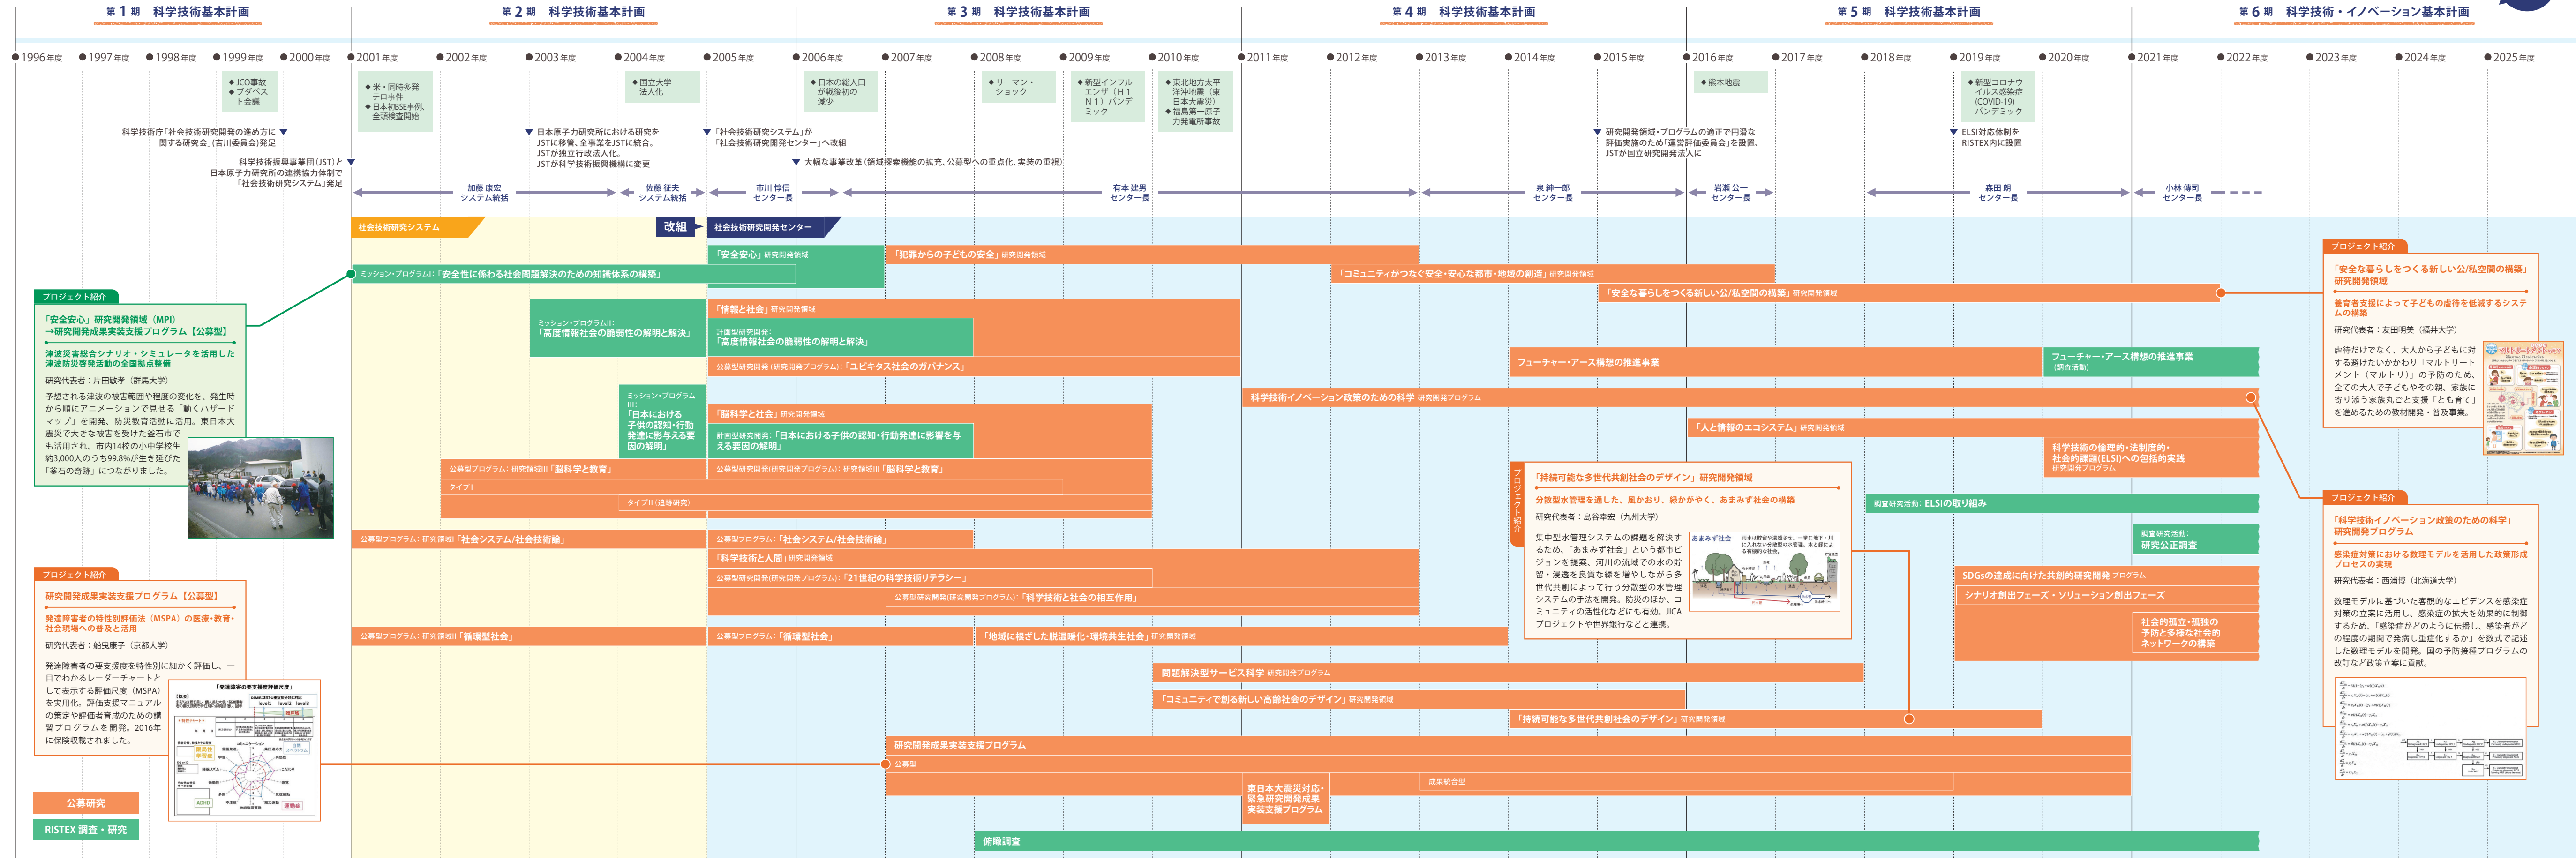 第1期 科学技術基本計画
第2期 科学技術基本計画
第3期 科学技術基本計画
第4期 科学技術基本計画
第5期 科学技術基本計画
第6期 科学技術・イノベーション基本計画
1996年度
1997年度
1998年度
1999年度
2000年度
2001年度
2002年度
2003年度
2004年度
2005年度
2006年度
2007年度
2008年度
2009年度
2010年度
2011年度
2012年度
2013年度
2014年度
2015年度
2016年度
2017年度
2018年度
2019年度
2020年度
2021年度
2022年度
2023年度
2024年度
2025年度
◆JCO事故
◆ブダペス
ト会議
◆米・同時多発
テロ事件
◆日本初BSE事例、
全頭検査開始
◆国立大学
法人化
◆日本の総人口
が戦後初の
減少
◆リーマン・
ショック
◆新型インフル
エンザ（H1
N1）パンデ
ミック
◆東北地方太平
洋沖地震（東
日本大震災）
◆福島第一原子
力発電所事故
◆熊本地震
◆新型コロナウ
イルス感染症
(COVID-19)
パンデミック
科学技術庁「社会技術研究開発の進め方に▼
関する研究会」(吉川委員会)発足
科学技術振興事業団(JST)と▼
日本原子力研究所の連携協力体制で
「社会技術研究システム」発足
▼日本原子力研究所における研究を
JSTに移管、全事業をJSTに統合。
JSTが独立行政法人化。
JSTが科学技術振興機構に変更
▼「社会技術研究システム」が
「社会技術研究開発センター」へ改組
▼大幅な事業改革（領域探索機能の拡充、公募型への重点化、実装の重視）
▼研究開発領域・プログラムの適正で円滑な
評価実施のため「運営評価委員会」を設置、
JSTが国立研究開発法人に
▼ELSI対応体制を
RISTEX内に設置
加藤 康宏
システム統括
佐藤 征夫
システム統括
市川 惇信
センター長
有本 建男
センター長
泉 紳一郎
センター長
岩瀬 公一
センター長
森田 朗
センター長
小林 傳司
センター長
社会技術研究システム
改組
社会技術研究開発センター
「安全安心」研究開発領域
「犯罪からの子どもの安全」研究開発領域
ミッション・プログラムI:「安全性に係わる社会問題解決のための知識体系の構築」
「コミュニティがつなぐ安全・安心な都市・地域の創造」研究開発領域
「安全な暮らしをつくる新しい公/私空間の構築」研究開発領域
ミッション・プログラムII:
「高度情報社会の脆弱性の解明と解決」
「情報と社会」研究開発領域
計画型研究開発:
「高度情報社会の脆弱性の解明と解決」
公募型研究開発 (研究開発プログラム):「ユビキタス社会のガバナンス」
フューチャー・アース構想の推進事業
フューチャー・アース構想の推進事業
(調査活動)
科学技術イノベーション政策のための科学 研究開発プログラム
ミッション・プログラム
III:
「日本における
子供の認知・行動
発達に影与える要
因の解明」
「脳科学と社会」研究開発領域
計画型研究開発:「日本における子供の認知・行動発達に影響を与
える要因の解明」
「人と情報のエコシステム」研究開発領域
科学技術の倫理的・法制度的・
社会的課題(ELSI)への包括的実践
研究開発プログラム
公募型プログラム: 研究領域III「脳科学と教育」
公募型研究開発(研究開発プログラム): 研究領域III「脳科学と教育」
タイプI
タイプII（追跡研究）
調査研究活動: ELSIの取り組み
公募型プログラム: 研究領域I「社会システム/社会技術論」
公募型プログラム:「社会システム/社会技術論」
調査研究活動:
研究公正調査
「科学技術と人間」研究開発領域
公募型研究開発(研究開発プログラム):「21世紀の科学技術リテラシー」
公募型研究開発(研究開発プログラム):「科学技術と社会の相互作用」
SDGsの達成に向けた共創的研究開発 プログラム
シナリオ創出フェーズ・ソリューション創出フェーズ
社会的孤立・孤独の
予防と多様な社会的
ネットワークの構築
公募型プログラム: 研究領域II「循環型社会」
公募型プログラム:「循環型社会」
「地域に根ざした脱温暖化・環境共生社会」研究開発領域
問題解決型サービス科学 研究開発プログラム
「コミュニティで創る新しい高齢社会のデザイン」研究開発領域
「持続可能な多世代共創社会のデザイン」研究開発領域
研究開発成果実装支援プログラム
公募型
成果統合型
東日本大震災対応・
緊急研究開発成果
実装支援プログラム
俯瞰調査
プロジェクト紹介
「安全安心」研究開発領域（MPI）
→研究開発成果実装支援プログラム【公募型】
津波災害総合シナリオ・シミュレータを活用した
津波防災啓発活動の全国拠点整備
研究代表者：片田敏孝（群馬大学）
予想される津波の被害範囲や程度の変化を、発生時
から順にアニメーションで見せる「動くハザード
マップ」を開発、防災教育活動に活用。東日本大
震災で大きな被害を受けた釜石市で
も活用され、市内14校の小中学校生
約3,000人のうち99.8%が生き延びた
「釜石の奇跡」につながりました。
プロジェクト紹介
研究開発成果実装支援プログラム【公募型】
発達障害者の特性別評価法（MSPA）の医療・教育・
社会現場への普及と活用
研究代表者：船曳康子（京都大学）
発達障害者の要支援度を特性別に細かく評価し、一
目でわかるレーダーチャートと
して表示する評価尺度（MSPA）
を実用化。評価支援マニュアル
の策定や評価者育成のための講
習プログラムを開発。2016年
に保険収載されました。
「発達障害の要支援度評価尺度」
level1 level2 level3
ADHD
運動症
公募研究
RISTEX 調査・研究
プロジェクト紹介
「持続可能な多世代共創社会のデザイン」研究開発領域
分散型水管理を通した、風かおり、緑かがやく、あまみず社会の構築
研究代表者：島谷幸宏（九州大学）
集中型水管理システムの課題を解決す
るため、「あまみず社会」という都市ビ
ジョンを提案、河川の流域での水の貯
留・浸透を良質な緑を増やしながら多
世代共創によって行う分散型の水管理
システムの手法を開発。防災のほか、コ
ミュニティの活性化などにも有効。JICA
プロジェクトや世界銀行などと連携。
あまみず社会
プロジェクト紹介
「安全な暮らしをつくる新しい公/私空間の構築」
研究開発領域
養育者支援によって子どもの虐待を低減するシステ
ムの構築
研究代表者：友田明美（福井大学）
虐待だけでなく、大人から子どもに対
する避けたいかかわり「マルトリート
メント（マルトリ）」の予防のため、
全ての大人で子どもやその親、家族に
寄り添う家族丸ごと支援「とも育て」
を進めるための教材開発・普及事業。
プロジェクト紹介
「科学技術イノベーション政策のための科学」
研究開発プログラム
感染症対策における数理モデルを活用した政策形成
プロセスの実現
研究代表者：西浦博（北海道大学）
数理モデルに基づいた客観的なエビデンスを感染症
対策の立案に活用し、感染症の拡大を効果的に制御
するため、「感染症がどのように伝播し、感染者がど
の程度の期間で発病し重症化するか」を数式で記述
した数理モデルを開発。国の予防接種プログラムの
改訂など政策立案に貢献。